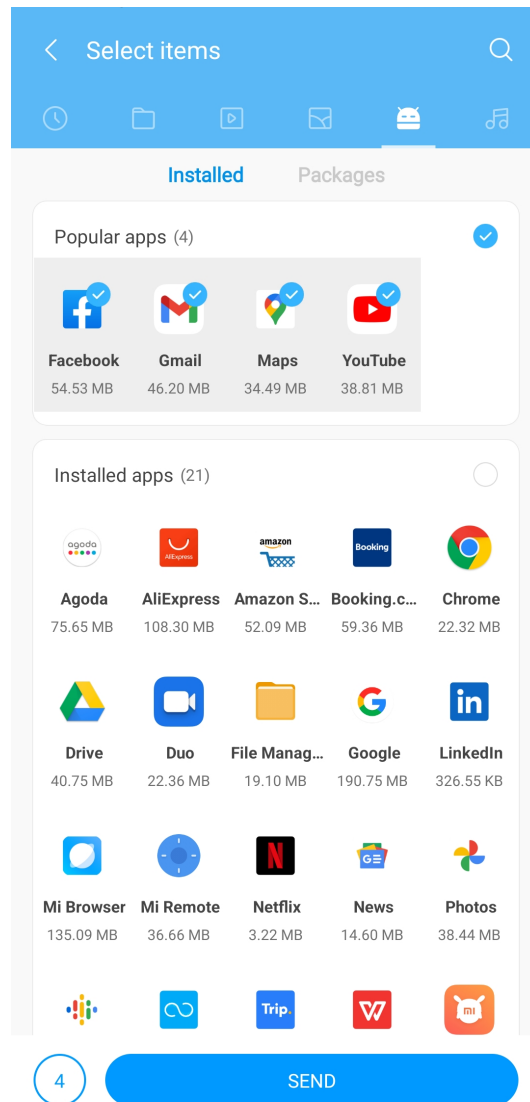 Select items
Installed Packages
Popular apps (4)
Facebook Gmail Maps YouTube
54.53 MB 46.20 MB 34.49 MB 38.81 MB
Installed apps (21)
agoda AliExpress amazon Booking
Agoda AliExpress Amazon S... Booking.c... Chrome
75.65 MB 108.30 MB 52.09 MB 59.36 MB 22.32 MB
in
Drive Duo File Manag... Google LinkedIn
40.75 MB 22.36 MB 19.10 MB 190.75 MB 326.55 KB
N GE
Mi Browser Mi Remote Netflix News Photos
135.09 MB 36.66 MB 3.22 MB 14.60 MB 38.44 MB
Trip. W mi
4 SEND